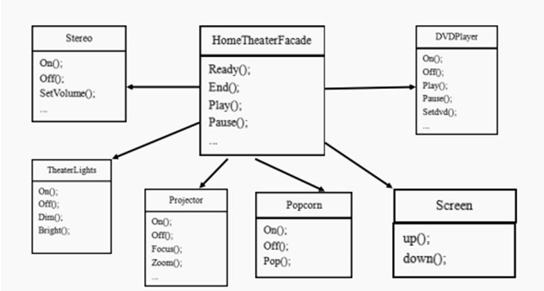 Stereo
On();
Off();
SetVolume();
...
HomeTheaterFacade
Ready();
End();
Play();
Pause();
...
DVDPlayer
On();
Off();
Play();
Pause();
Setdvd();
...
TheaterLights
On();
Off();
Dim();
Bright();
Projector
On();
Off();
Focus();
Zoom();
...
Popcorn
On();
Off();
Pop();
Screen
up();
down();